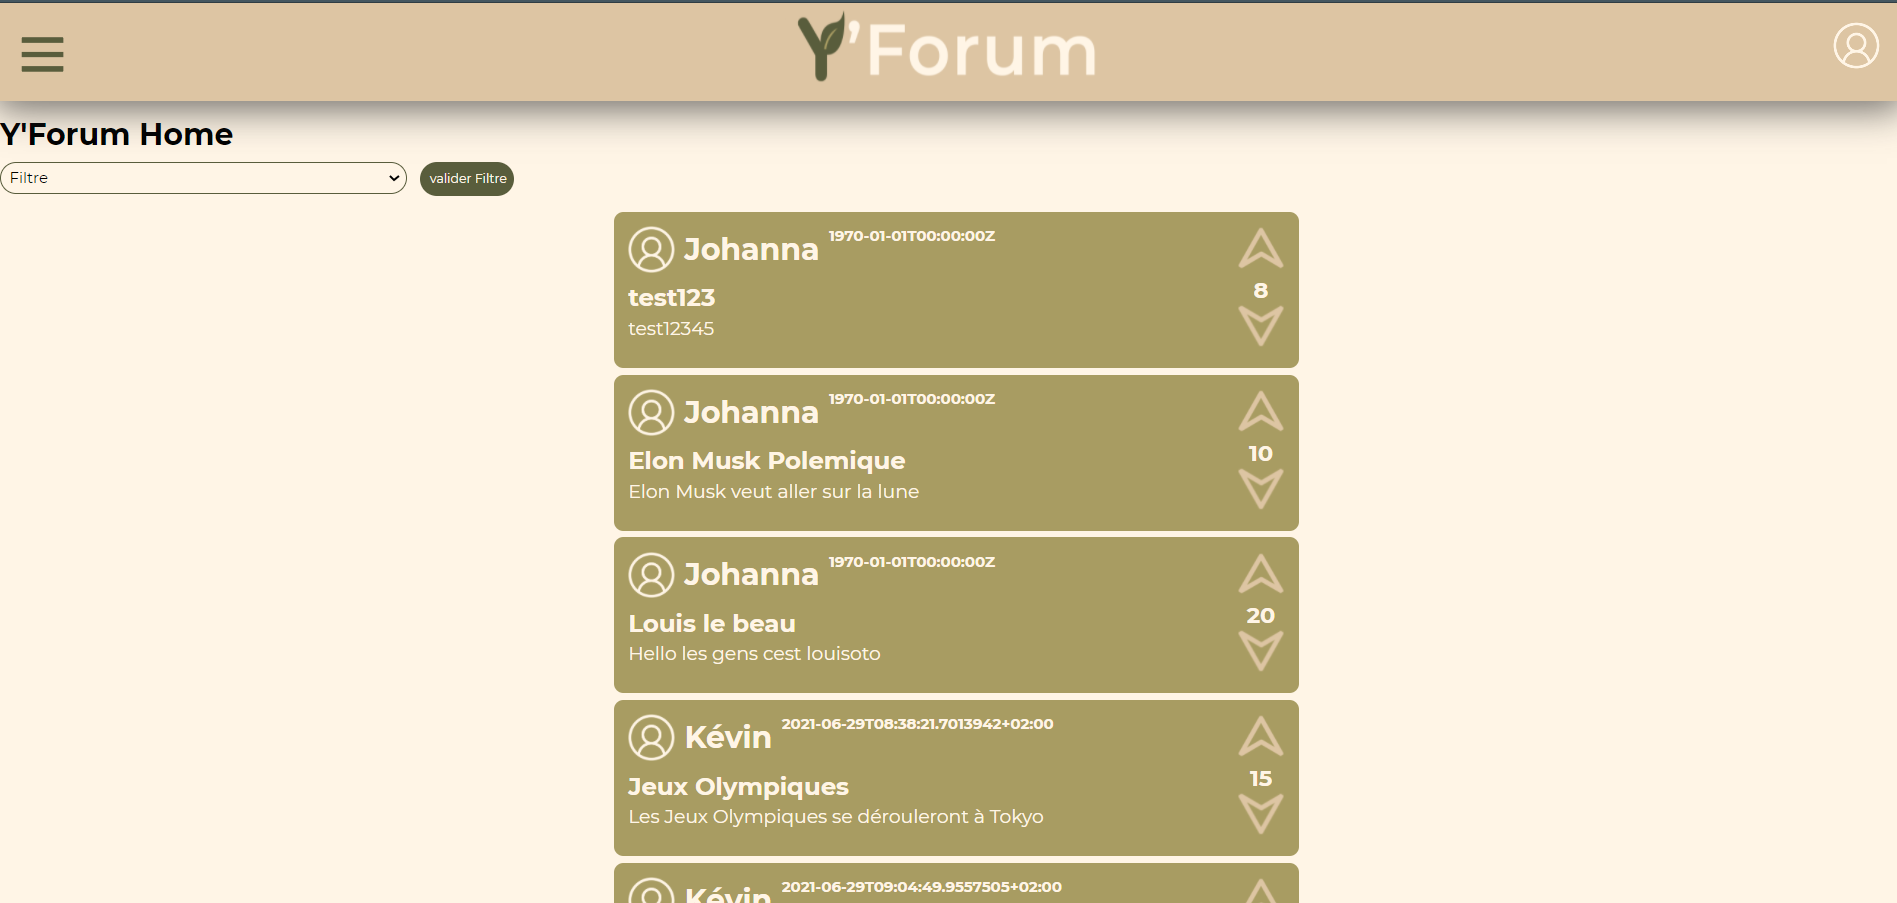 Y'Forum
Y'Forum Home
Filtre
valider Filtre
Johanna 1970-01-01T00:00:00Z
8
test123
test12345
Johanna 1970-01-01T00:00:00Z
10
Elon Musk Polemique
Elon Musk veut aller sur la lune
Johanna 1970-01-01T00:00:00Z
20
Louis le beau
Hello les gens cest louisoto
Kévin 2021-06-29T08:38:21.7013942+02:00
15
Jeux Olympiques
Les Jeux Olympiques se dérouleront à Tokyo
Kévin 2021-06-29T09:04:49.9557505+02:00